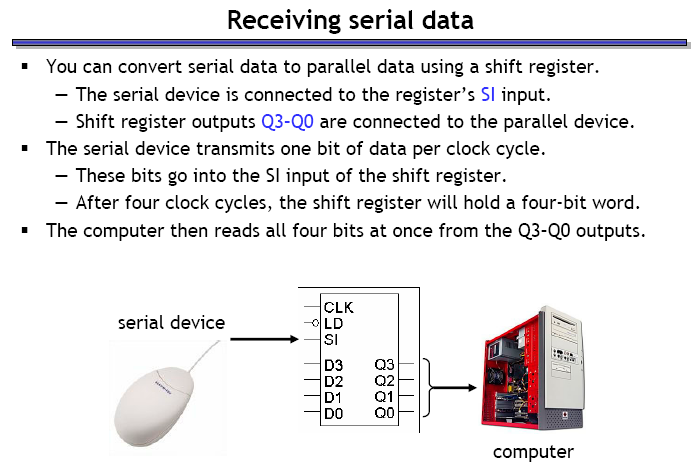 Receiving serial data
▪ You can convert serial data to parallel data using a shift register.
— The serial device is connected to the register's SI input.
— Shift register outputs Q3-Q0 are connected to the parallel device.
▪ The serial device transmits one bit of data per clock cycle.
— These bits go into the SI input of the shift register.
— After four clock cycles, the shift register will hold a four-bit word.
▪ The computer then reads all four bits at once from the Q3-Q0 outputs.
serial device
CLK
LD
SI
D3 Q3
D2 Q2
D1 Q1
D0 Q0
computer